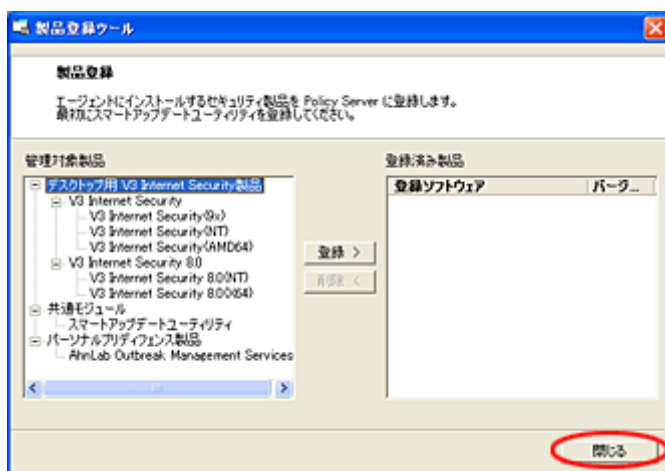 製品登録ツール
製品登録
エージェントにインストールするセキュリティ製品を Policy Server に登録します。
最初にスマートアップデートユーティリティを登録してください。
管理対象製品
デスクトップ用 V3 Internet Security製品
V3 Internet Security
V3 Internet Security(9x)
V3 Internet Security(NT)
V3 Internet Security(AMD64)
V3 Internet Security 8.0
V3 Internet Security 8.0(NT)
V3 Internet Security 8.0(X64)
共通モジュール
スマートアップデートユーティリティ
パーソナルプリディフェンス製品
AhnLab Outbreak Management Services
登録 >
削除 <
登録済み製品
登録ソフトウェア
バージ...
閉じる